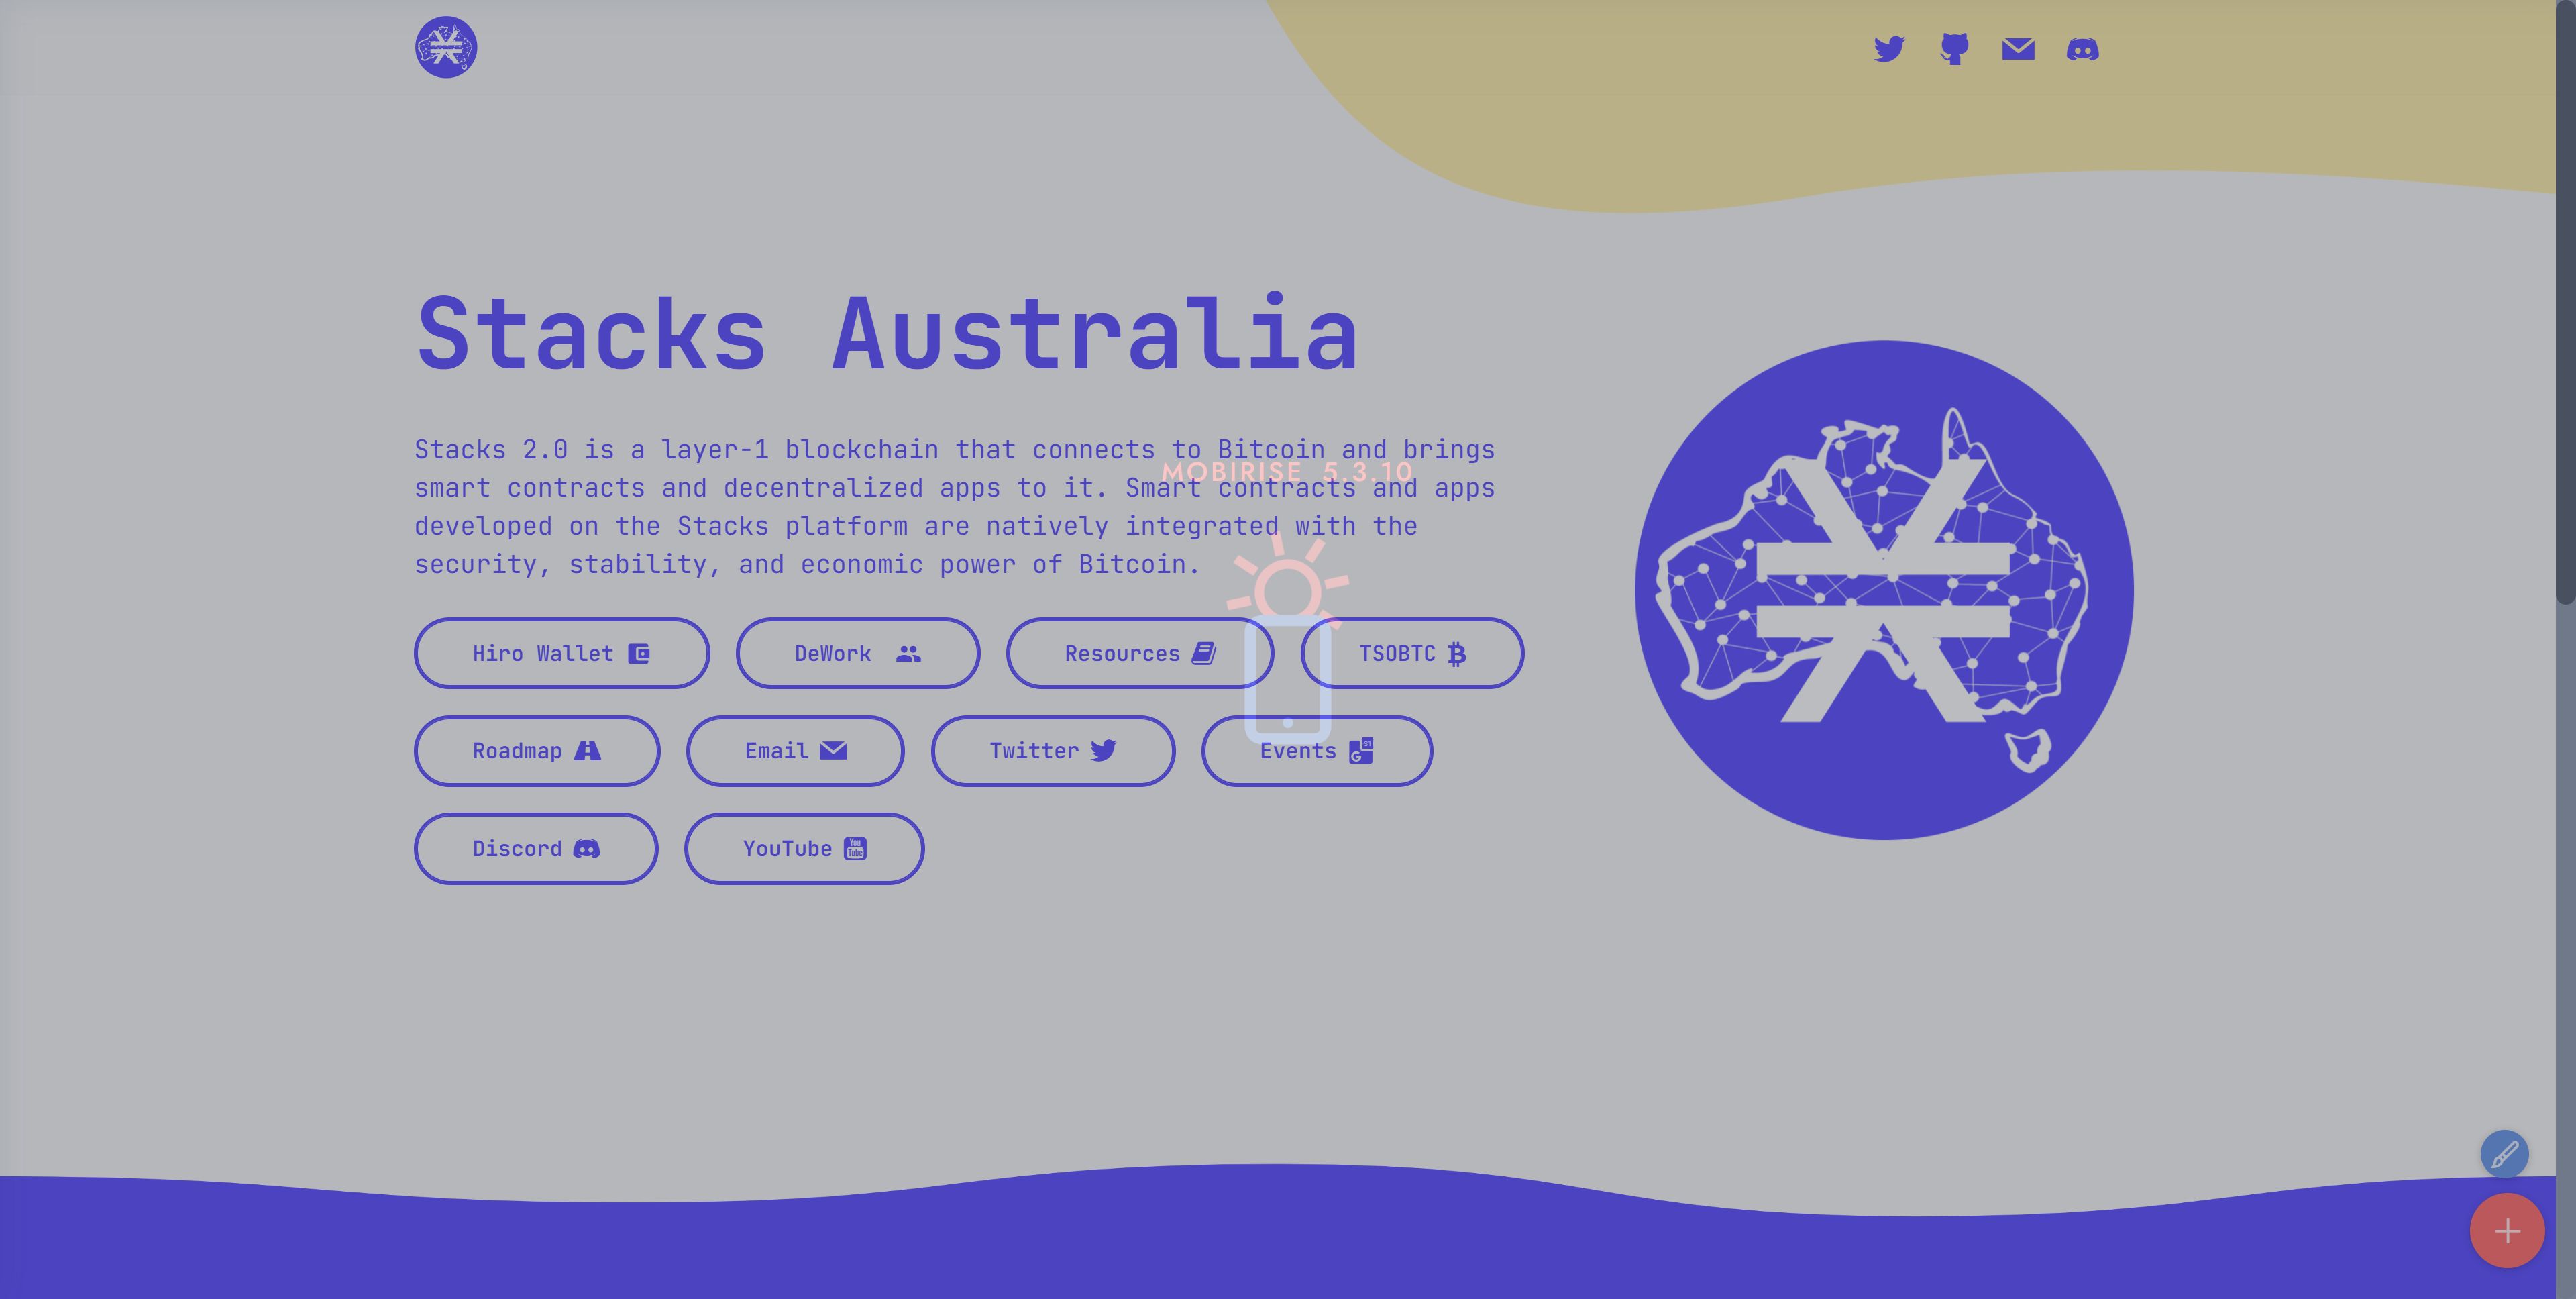 Stacks Australia
Stacks 2.0 is a layer-1 blockchain that connects to Bitcoin and brings
smart contracts and decentralized apps to it. Smart contracts and apps
developed on the Stacks platform are natively integrated with the
security, stability, and economic power of Bitcoin.
MOBIRISE 5.3.10
Hiro Wallet
DeWork
Resources
TSOBTC
Roadmap
Email
Twitter
Events
31
G
Discord
YouTube
You
Tube